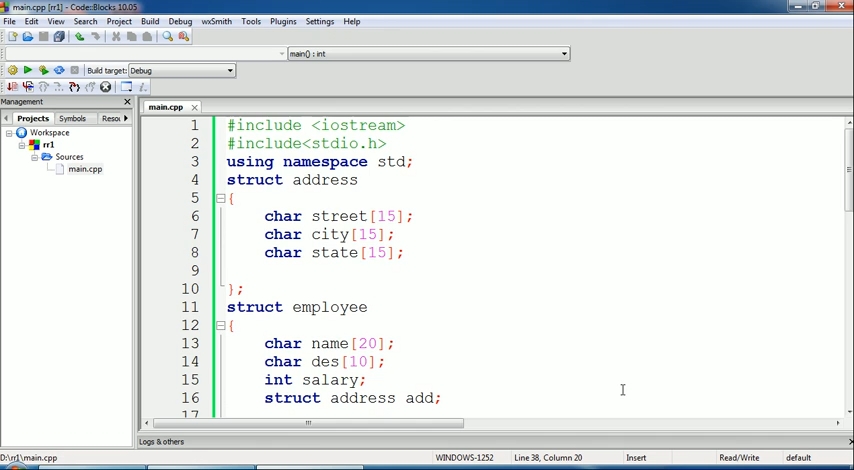 main.cpp [rr1] - Code::Blocks 10.05
File Edit View Search Project Build Debug wxSmith Tools Plugins Settings Help
main() : int
Build target: Debug
Management
Projects Symbols Resou
Workspace
rr1
Sources
main.cpp
main.cpp
1 #include <iostream>
2 #include<stdio.h>
3 using namespace std;
4 struct address
5 {
6 char street[15];
7 char city[15];
8 char state[15];
9
10 };
11 struct employee
12 {
13 char name[20];
14 char des[10];
15 int salary;
16 struct address add;
17
Logs & others
D:\rr1\main.cpp WINDOWS-1252 Line 38, Column 20 Insert Read/Write default